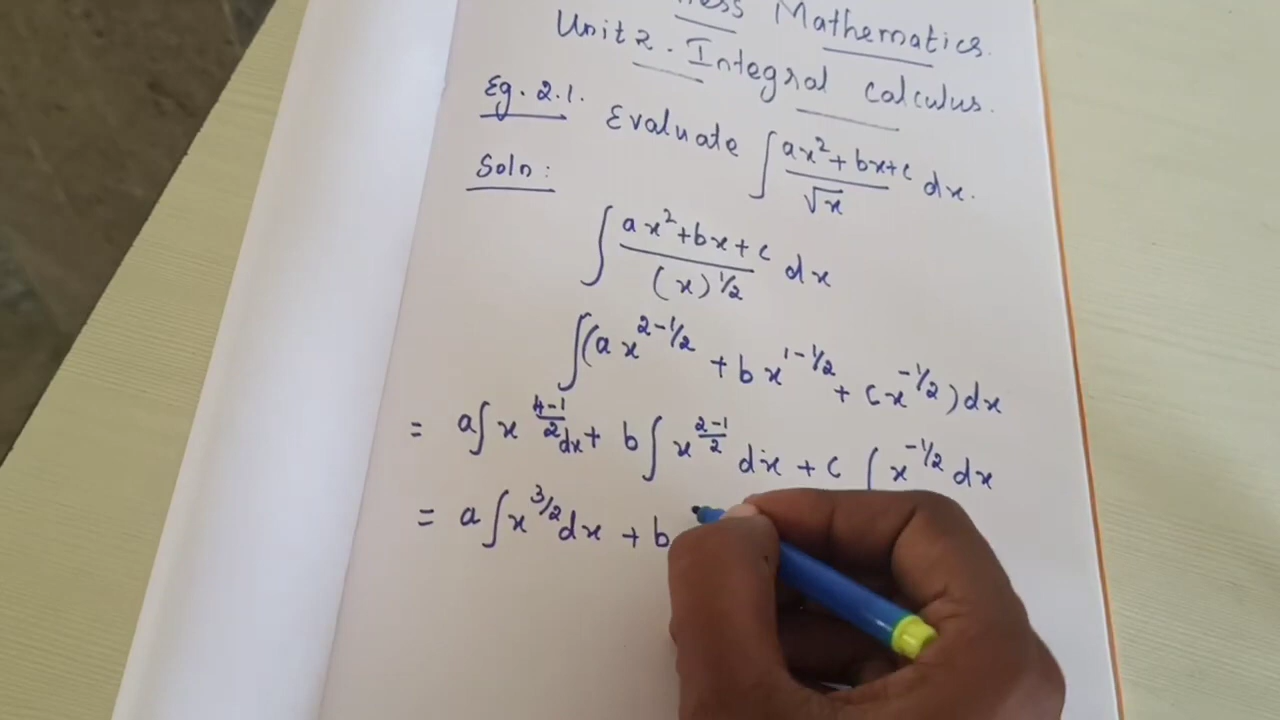 Mathematics.
Unit 2. Integral Calculus.
Eg. 2.1. Evaluate ∫ (ax² + bx + c)/√x dx.
Soln:
∫ (ax² + bx + c)/(x)^(1/2) dx
∫(a x^(2-1/2) + b x^(1-1/2) + c x^(-1/2)) dx
= a∫ x^((4-1)/2) dx + b∫ x^((2-1)/2) dx + c ∫ x^(-1/2) dx
= a∫ x^(3/2) dx + b